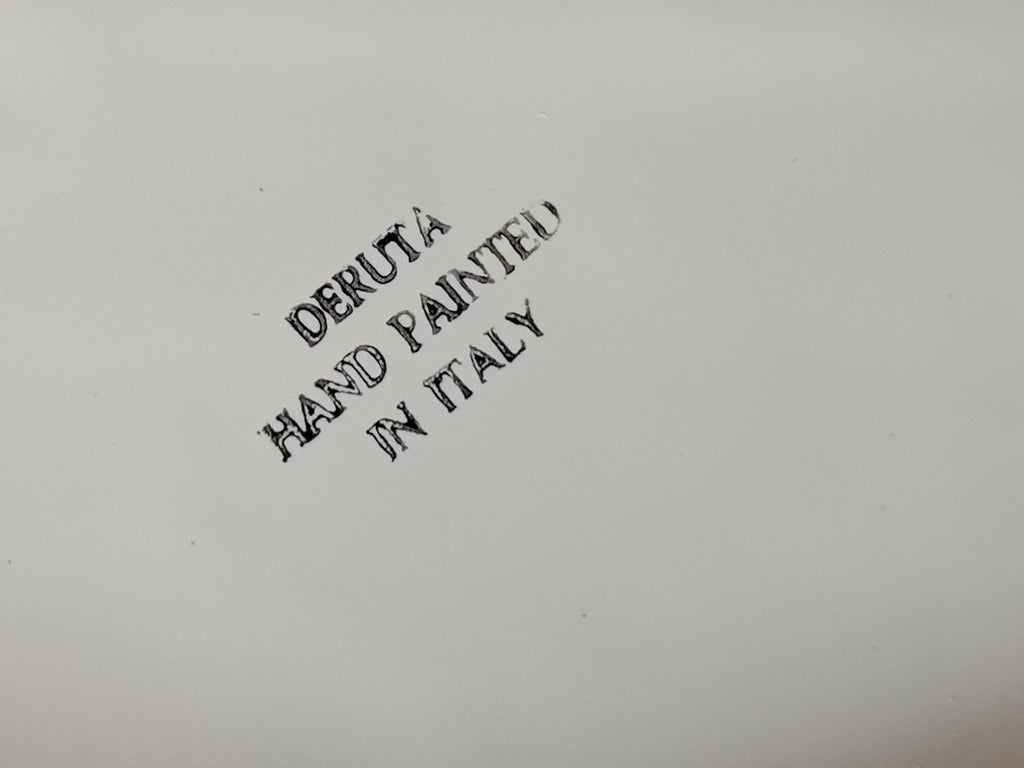 DERUTA
HAND PAINTED
IN ITALY